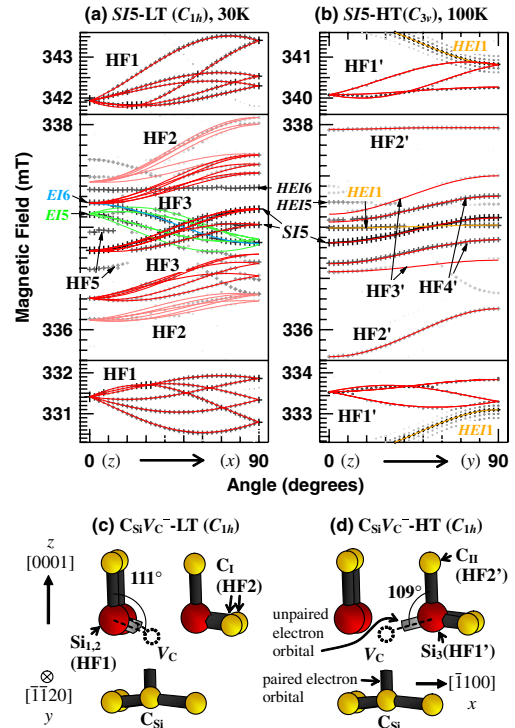 (a) SI5-LT (C1h), 30K
(b) SI5-HT(C3v), 100K
343
342
HF1
341
340
HF1'
HEI1
338
337
336
HF2
EI6
EI5
HF3
HF5
HF3
HF2
HEI6
HEI5
SI5
338
337
336
HF2'
HEI1
HF3'
HF4'
HF2'
332
331
HF1
334
333
HF1'
HEI1
Magnetic Field (mT)
0 (z) (x) 90
0 (z) (y) 90
Angle (degrees)
(c) CSiVC−-LT (C1h)
(d) CSiVC−-HT (C1h)
z
[0001]
111°
CI
(HF2)
Si1,2
(HF1)
VC
CII
(HF2')
109°
unpaired
electron
orbital
VC
Si3(HF1')
⊗
[1̅1̅20]
y
CSi
paired electron
orbital
CSi
[1̅100]
x